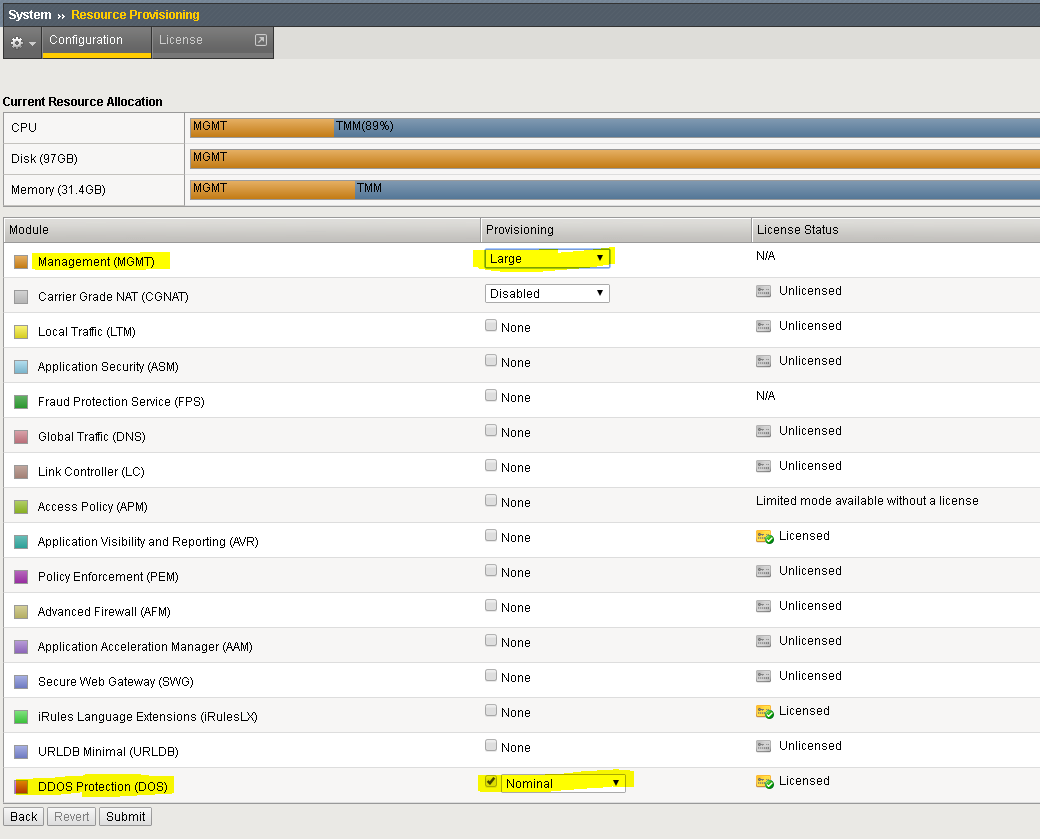 System ›› Resource Provisioning
Configuration License
Current Resource Allocation
CPU MGMT TMM(89%)
Disk (97GB) MGMT
Memory (31.4GB) MGMT TMM
Module Provisioning License Status
Management (MGMT) Large N/A
Carrier Grade NAT (CGNAT) Disabled Unlicensed
Local Traffic (LTM) None Unlicensed
Application Security (ASM) None Unlicensed
Fraud Protection Service (FPS) None N/A
Global Traffic (DNS) None Unlicensed
Link Controller (LC) None Unlicensed
Access Policy (APM) None Limited mode available without a license
Application Visibility and Reporting (AVR) None Licensed
Policy Enforcement (PEM) None Unlicensed
Advanced Firewall (AFM) None Unlicensed
Application Acceleration Manager (AAM) None Unlicensed
Secure Web Gateway (SWG) None Unlicensed
iRules Language Extensions (iRulesLX) None Licensed
URLDB Minimal (URLDB) None Unlicensed
DDOS Protection (DOS) Nominal Licensed
Back Revert Submit